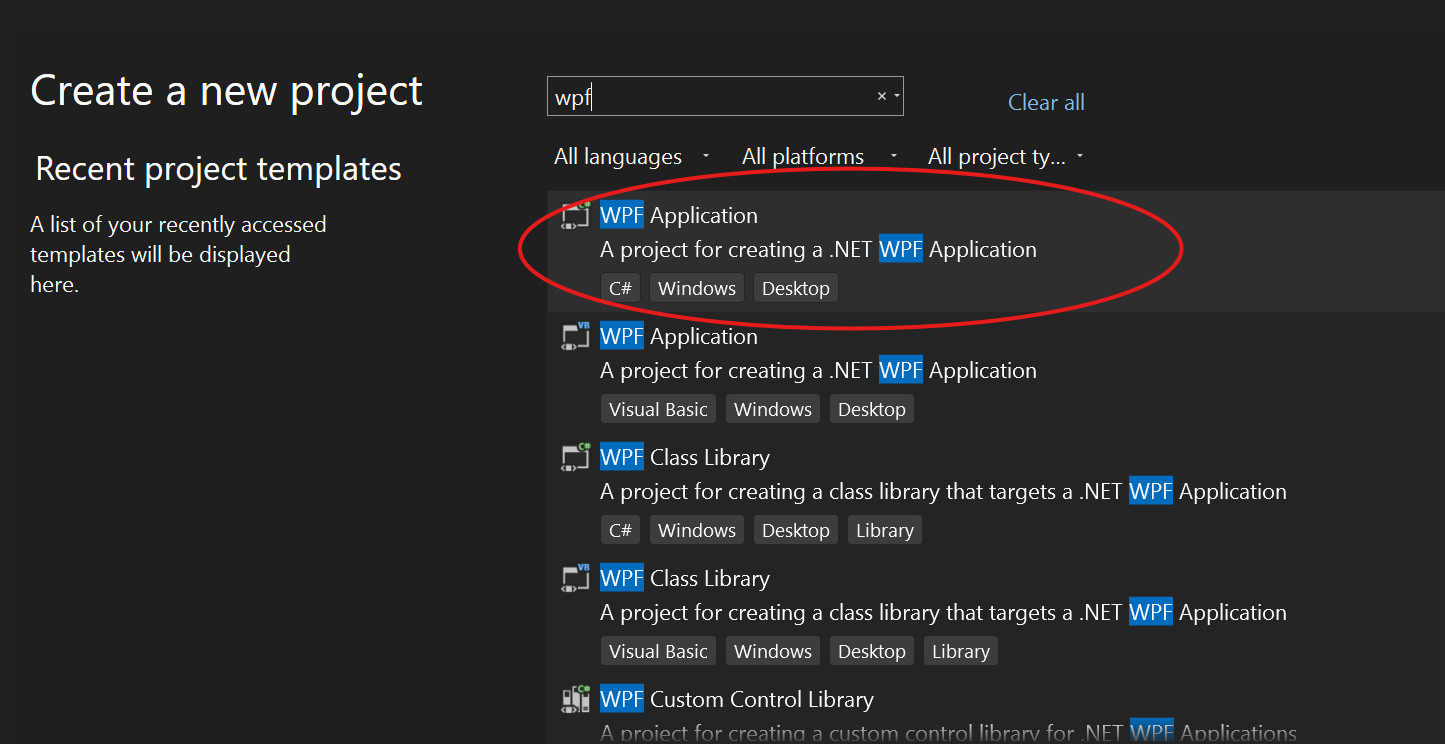 Create a new project
Recent project templates
A list of your recently accessed
templates will be displayed
here.
wpf
Clear all
All languages
All platforms
All project ty...
WPF Application
A project for creating a .NET WPF Application
C# Windows Desktop
WPF Application
A project for creating a .NET WPF Application
Visual Basic Windows Desktop
WPF Class Library
A project for creating a class library that targets a .NET WPF Application
C# Windows Desktop Library
WPF Class Library
A project for creating a class library that targets a .NET WPF Application
Visual Basic Windows Desktop Library
WPF Custom Control Library
A project for creating a custom control library for .NET WPF Applications